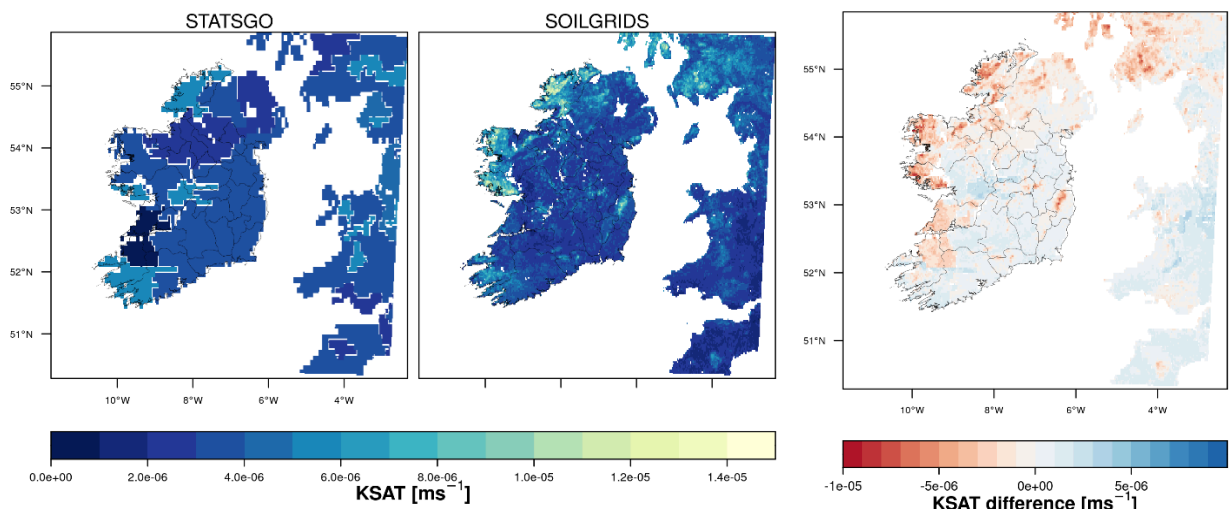 STATSGO
SOILGRIDS
55°N
54°N
53°N
52°N
51°N
10°W 8°W 6°W 4°W
55°N
54°N
53°N
52°N
51°N
10°W 8°W 6°W 4°W
0.0e+00 2.0e-06 4.0e-06 6.0e-06 8.0e-06 1.0e-05 1.2e-05 1.4e-05
KSAT [ms⁻¹]
-1e-05 -5e-06 0e+00 5e-06
KSAT difference [ms⁻¹]